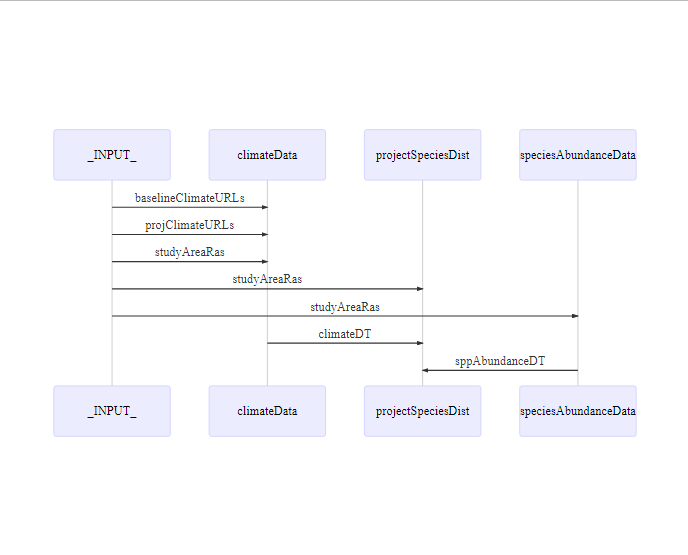 _INPUT_
climateData
projectSpeciesDist
speciesAbundanceData
baselineClimateURLs
projClimateURLs
studyAreaRas
studyAreaRas
studyAreaRas
climateDT
sppAbundanceDT
_INPUT_
climateData
projectSpeciesDist
speciesAbundanceData